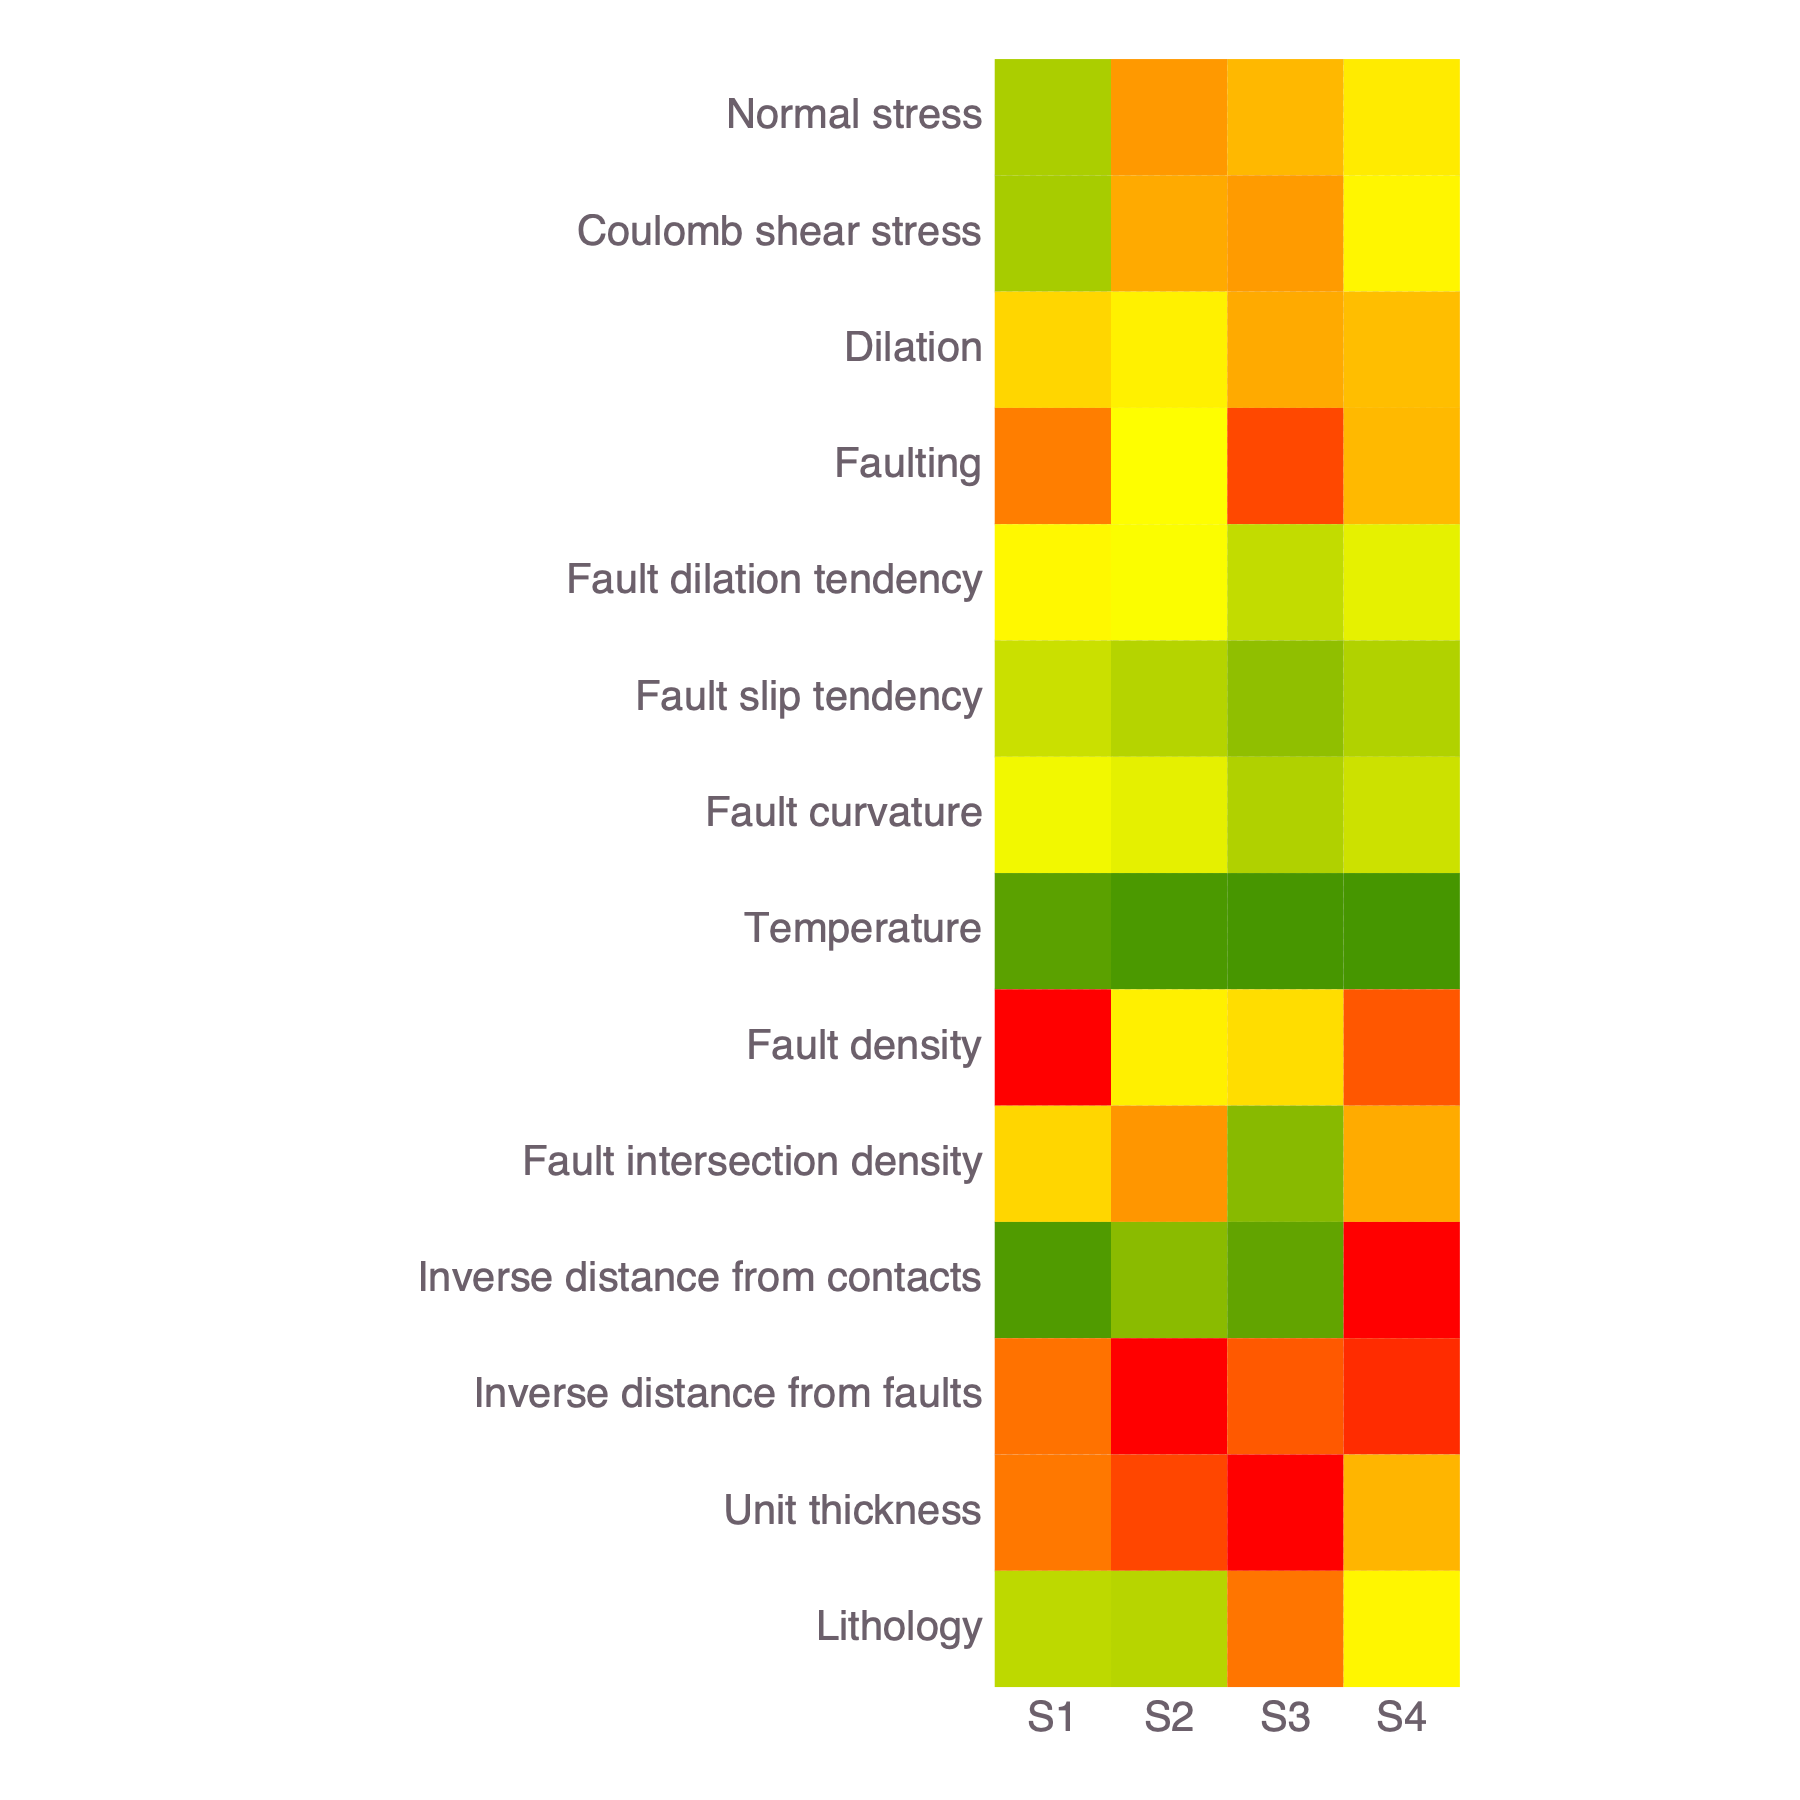 Normal stress
Coulomb shear stress
Dilation
Faulting
Fault dilation tendency
Fault slip tendency
Fault curvature
Temperature
Fault density
Fault intersection density
Inverse distance from contacts
Inverse distance from faults
Unit thickness
Lithology
S1 S2 S3 S4